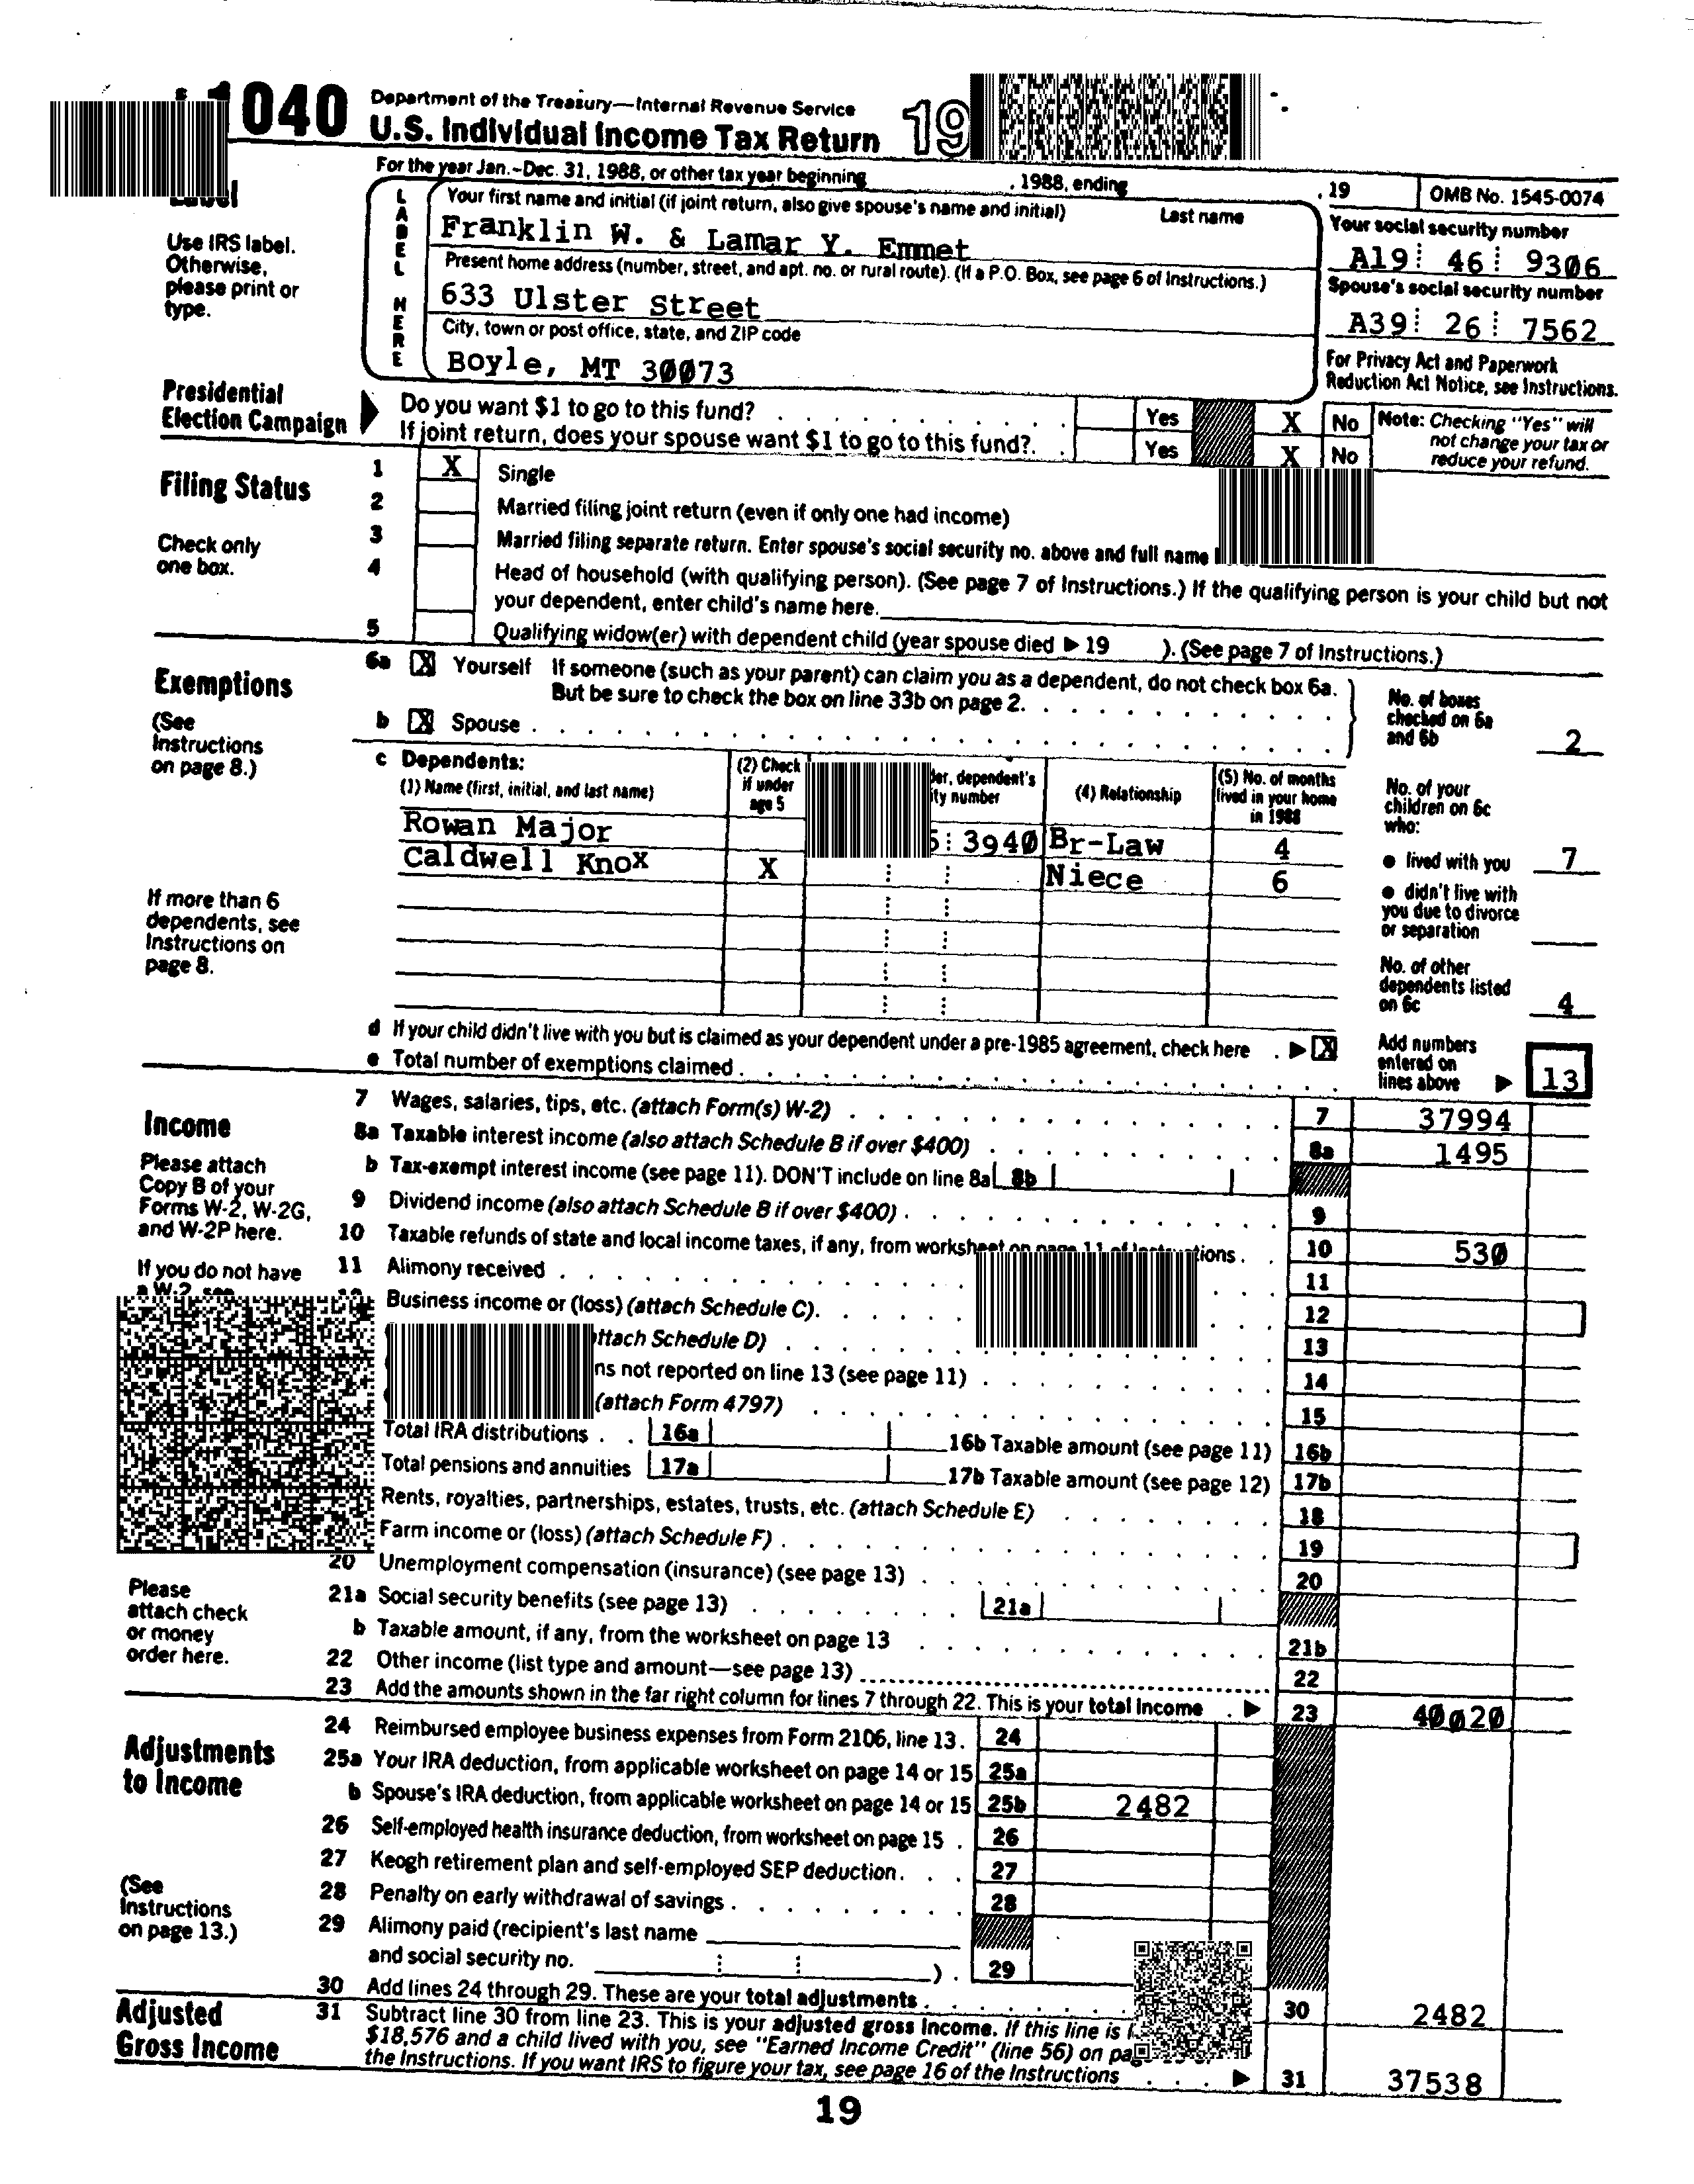 1040 Department of the Treasury—Internal Revenue Service
U.S. Individual Income Tax Return 19
For the year Jan.–Dec. 31, 1988, or other tax year beginning , 1988, ending , 19 OMB No. 1545-0074
Label
Use IRS label.
Otherwise,
please print or
type.
LABEL HERE
Your first name and initial (if joint return, also give spouse's name and initial) Last name
Franklin W. & Lamar Y. Emmet
Present home address (number, street, and apt. no. or rural route). (If a P.O. Box, see page 6 of Instructions.)
633 Ulster Street
City, town or post office, state, and ZIP code
Boyle, MT 30073
Your social security number
A19 46 9306
Spouse's social security number
A39 26 7562
For Privacy Act and Paperwork
Reduction Act Notice, see Instructions.
Presidential
Election Campaign
Do you want $1 to go to this fund? Yes X No
If joint return, does your spouse want $1 to go to this fund? Yes X No
Note: Checking "Yes" will
not change your tax or
reduce your refund.
Filing Status
Check only
one box.
1 X Single
2 Married filing joint return (even if only one had income)
3 Married filing separate return. Enter spouse's social security no. above and full name
4 Head of household (with qualifying person). (See page 7 of Instructions.) If the qualifying person is your child but not
your dependent, enter child's name here.
5 Qualifying widow(er) with dependent child (year spouse died ▶ 19 ). (See page 7 of Instructions.)
Exemptions
(See
Instructions
on page 8.)
6a X Yourself If someone (such as your parent) can claim you as a dependent, do not check box 6a.
But be sure to check the box on line 33b on page 2.
b X Spouse
No. of boxes
checked on 6a
and 6b 2
c Dependents:
(1) Name (first, initial, and last name)
(2) Check
if under
age 5
dependent's
number
(4) Relationship
(5) No. of months
lived in your home
in 1988
Rowan Major 3940 Br-Law 4
Caldwell Knox X Niece 6
If more than 6
dependents, see
Instructions on
page 8.
No. of your
children on 6c
who:
● lived with you 7
● didn't live with
you due to divorce
or separation
No. of other
dependents listed
on 6c 4
d If your child didn't live with you but is claimed as your dependent under a pre-1985 agreement, check here . ▶ X
e Total number of exemptions claimed
Add numbers
entered on
lines above ▶ 13
Income
Please attach
Copy B of your
Forms W-2, W-2G,
and W-2P here.
If you do not have
a W-2, see
Please
attach check
or money
order here.
7 Wages, salaries, tips, etc. (attach Form(s) W-2) 7 37994
8a Taxable interest income (also attach Schedule B if over $400) 8a 1495
b Tax-exempt interest income (see page 11). DON'T include on line 8a 8b
9 Dividend income (also attach Schedule B if over $400) 9
10 Taxable refunds of state and local income taxes, if any, from worksheet on page 11 of Instructions 10 530
11 Alimony received 11
Business income or (loss) (attach Schedule C) 12
attach Schedule D) 13
not reported on line 13 (see page 11) 14
(attach Form 4797) 15
Total IRA distributions 16a 16b Taxable amount (see page 11) 16b
Total pensions and annuities 17a 17b Taxable amount (see page 12) 17b
Rents, royalties, partnerships, estates, trusts, etc. (attach Schedule E) 18
Farm income or (loss) (attach Schedule F) 19
20 Unemployment compensation (insurance) (see page 13) 20
21a Social security benefits (see page 13) 21a
b Taxable amount, if any, from the worksheet on page 13 21b
22 Other income (list type and amount—see page 13) 22
23 Add the amounts shown in the far right column for lines 7 through 22. This is your total income ▶ 23 40020
Adjustments
to Income
(See
Instructions
on page 13.)
24 Reimbursed employee business expenses from Form 2106, line 13. 24
25a Your IRA deduction, from applicable worksheet on page 14 or 15 25a
b Spouse's IRA deduction, from applicable worksheet on page 14 or 15 25b 2482
26 Self-employed health insurance deduction, from worksheet on page 15 26
27 Keogh retirement plan and self-employed SEP deduction 27
28 Penalty on early withdrawal of savings 28
29 Alimony paid (recipient's last name
and social security no. ) 29
30 Add lines 24 through 29. These are your total adjustments 30 2482
Adjusted
Gross Income
31 Subtract line 30 from line 23. This is your adjusted gross income. If this line is
$18,576 and a child lived with you, see "Earned Income Credit" (line 56) on
the Instructions. If you want IRS to figure your tax, see page 16 of the Instructions ▶ 31 37538
19